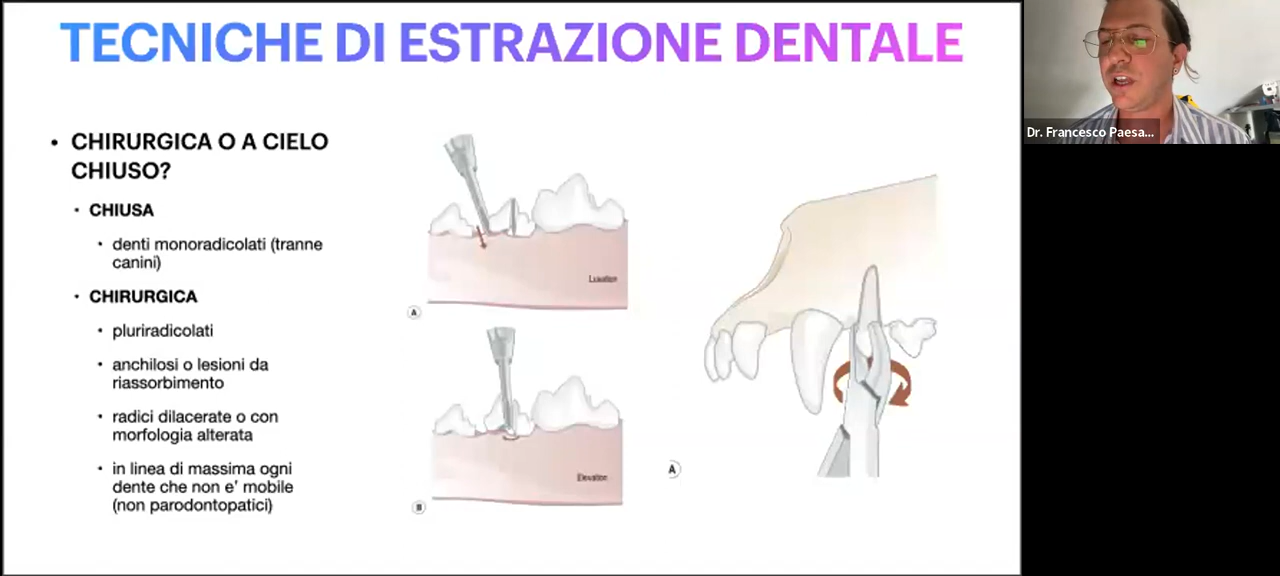 TECNICHE DI ESTRAZIONE DENTALE
• CHIRURGICA O A CIELO
CHIUSO?
• CHIUSA
• denti monoradicolati (tranne
canini)
• CHIRURGICA
• pluriradicolati
• anchilosi o lesioni da
riassorbimento
• radici dilacerate o con
morfologia alterata
• in linea di massima ogni
dente che non e' mobile
(non parodontopatici)
Luxation
A
Elevation
B
A
Dr. Francesco Paesa...